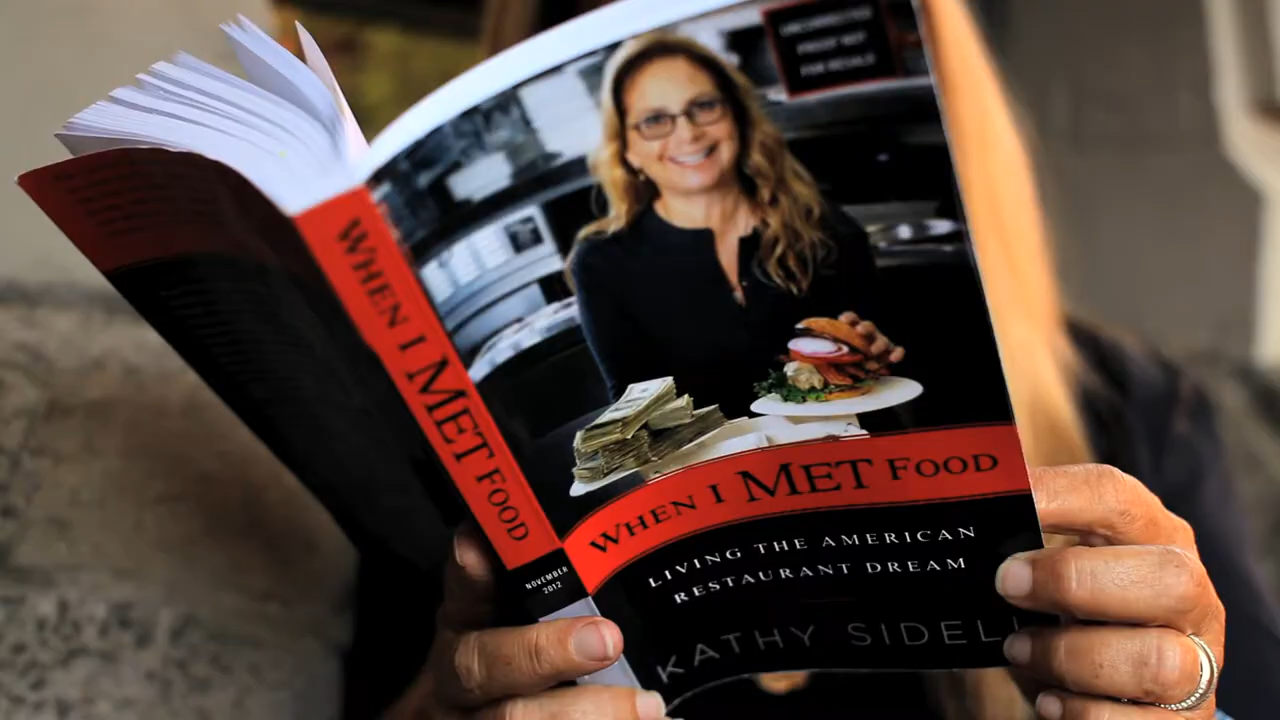 UNCORRECTED
PROOF NOT
FOR RESALE
WHEN I MET FOOD
NOVEMBER
2012
WHEN I MET FOOD
LIVING THE AMERICAN
RESTAURANT DREAM
KATHY SIDELL